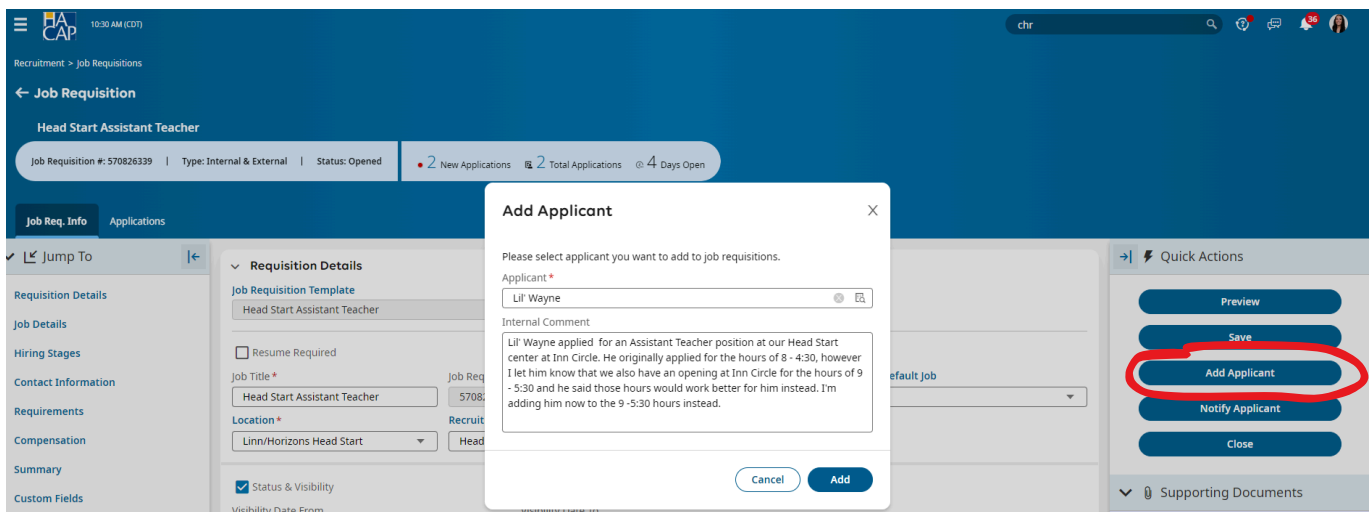 HA
CAP
10:30 AM (CDT)
chr
36
Recruitment > Job Requisitions
← Job Requisition
Head Start Assistant Teacher
Job Requisition #: 570826339 | Type: Internal & External | Status: Opened
2 New Applications 2 Total Applications 4 Days Open
Job Req. Info Applications
Jump To
Requisition Details
Job Details
Hiring Stages
Contact Information
Requirements
Compensation
Summary
Custom Fields
Requisition Details
Job Requisition Template
Head Start Assistant Teacher
Resume Required
Job Title *
Job Req
Head Start Assistant Teacher
5708
Location *
Recruit
Linn/Horizons Head Start
Head
efault Job
Status & Visibility
Visibility Date From
Visibility Date To
Add Applicant
X
Please select applicant you want to add to job requisitions.
Applicant *
Lil' Wayne
Internal Comment
Lil' Wayne applied for an Assistant Teacher position at our Head Start
center at Inn Circle. He originally applied for the hours of 8 - 4:30, however
I let him know that we also have an opening at Inn Circle for the hours of 9
- 5:30 and he said those hours would work better for him instead. I'm
adding him now to the 9 -5:30 hours instead.
Cancel
Add
Quick Actions
Preview
Save
Add Applicant
Notify Applicant
Close
Supporting Documents